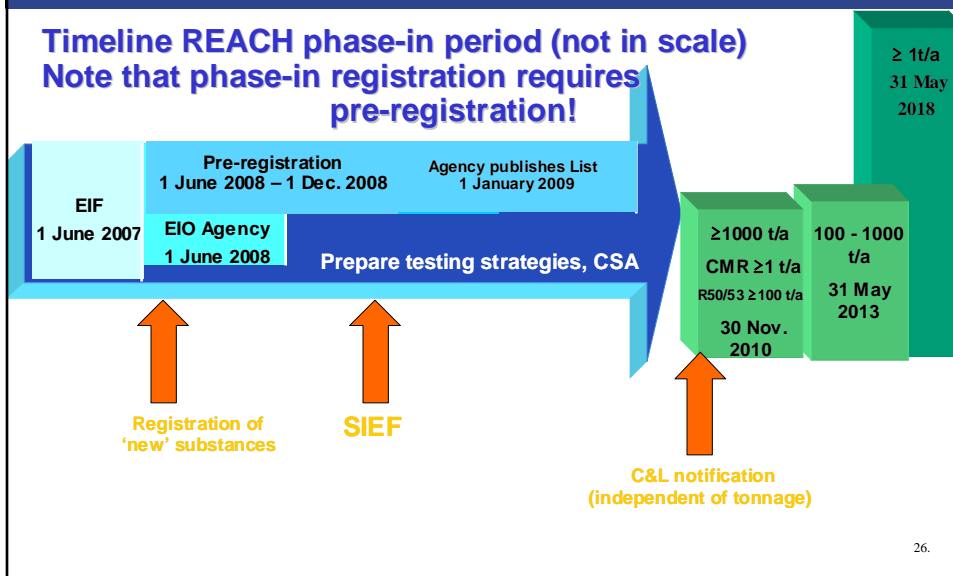 Timeline REACH phase-in period (not in scale)
Note that phase-in registration requires
pre-registration!
≥ 1t/a
31 May
2018
EIF
1 June 2007
Pre-registration
1 June 2008 – 1 Dec. 2008
Agency publishes List
1 January 2009
EIO Agency
1 June 2008
Prepare testing strategies, CSA
≥1000 t/a
CMR ≥1 t/a
R50/53 ≥100 t/a
30 Nov.
2010
100 - 1000
t/a
31 May
2013
Registration of
‘new’ substances
SIEF
C&L notification
(independent of tonnage)
26.